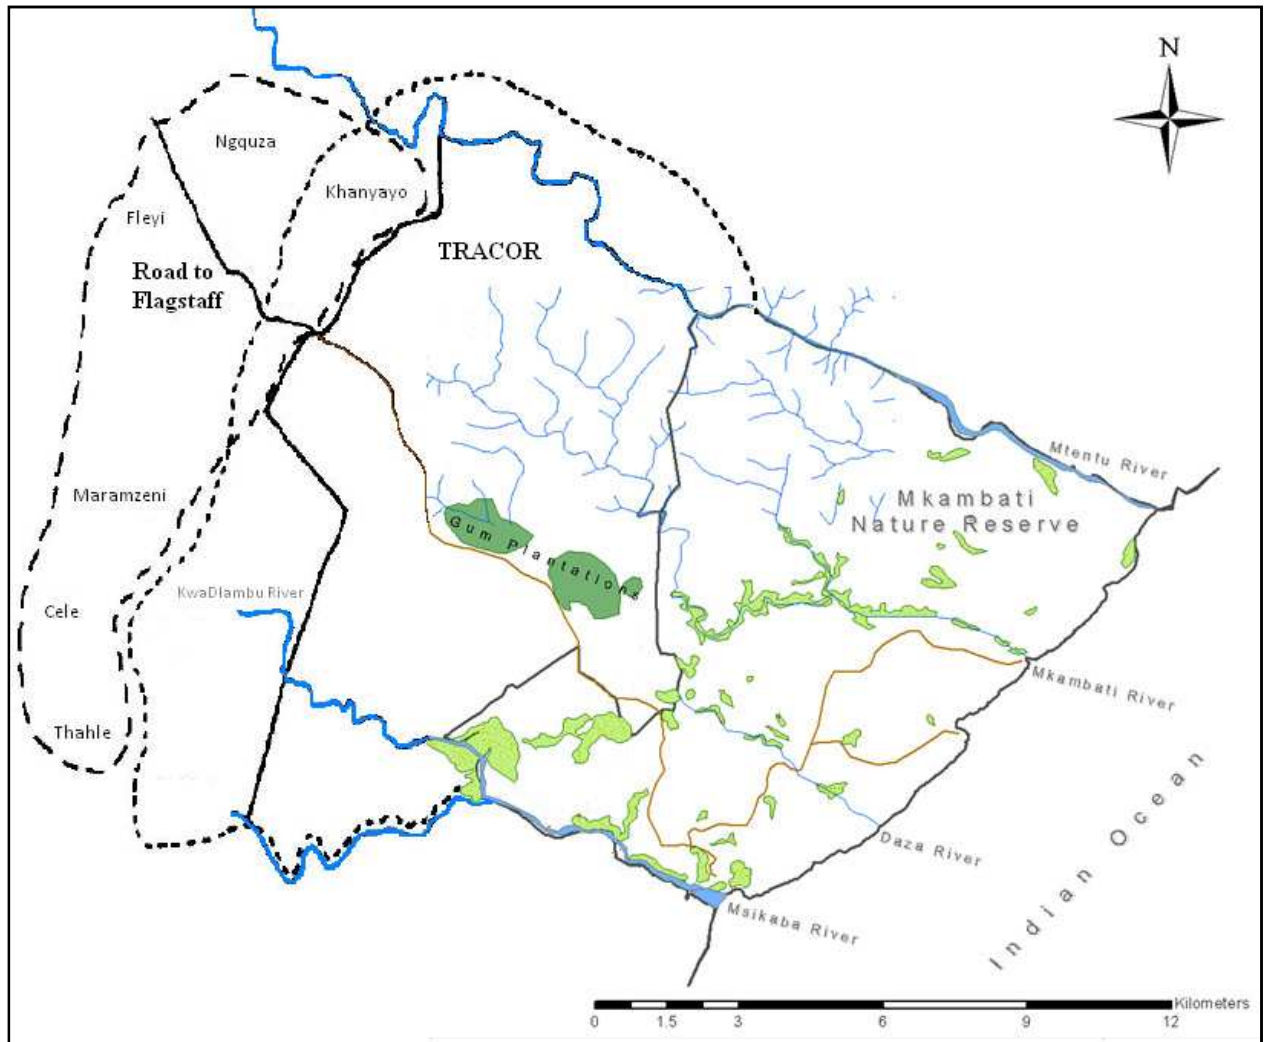 N
Ngquza
Khanyayo
Fleyi
TRACOR
Road to
Flagstaff
Mtentu River
Maramzeni
Mkambati
Nature Reserve
Gum Plantations
KwaDlambu River
Cele
Mkambati River
Thahle
Indian Ocean
Daza River
Msikaba River
Kilometers
0 1.5 3 6 9 12